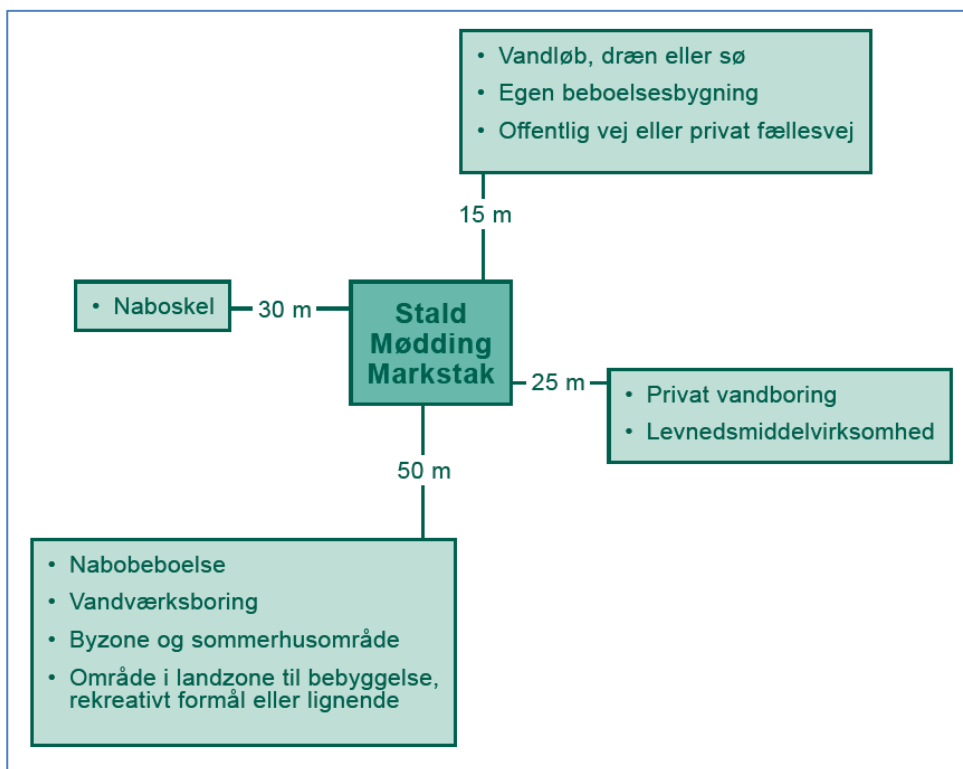 • Vandløb, dræn eller sø
• Egen beboelsesbygning
• Offentlig vej eller privat fællesvej
15 m
• Naboskel
30 m
Stald
Mødding
Markstak
25 m
• Privat vandboring
• Levnedsmiddelvirksomhed
50 m
• Nabobeboelse
• Vandværksboring
• Byzone og sommerhusområde
• Område i landzone til bebyggelse,
rekreativt formål eller lignende